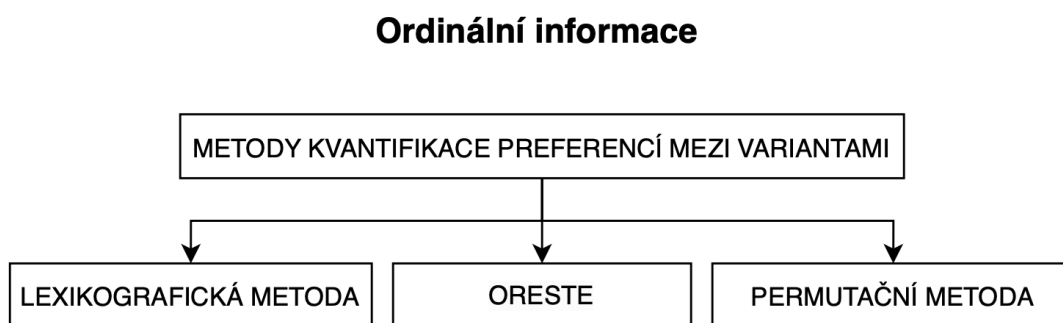 Ordinální informace
METODY KVANTIFIKACE PREFERENCÍ MEZI VARIANTAMI
LEXIKOGRAFICKÁ METODA
ORESTE
PERMUTAČNÍ METODA